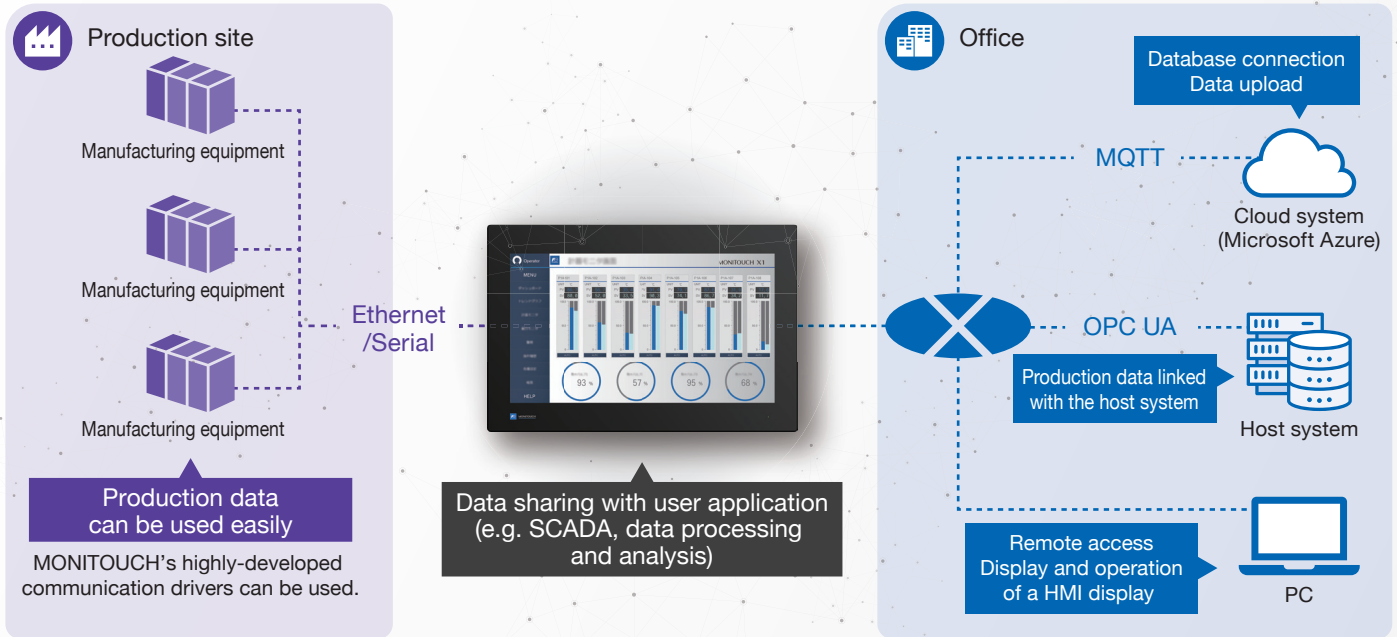 Production site
Manufacturing equipment
Manufacturing equipment
Manufacturing equipment
Production data
can be used easily
MONITOUCH’s highly-developed
communication drivers can be used.
Ethernet
/Serial
Operator
MONITOUCH X1
MENU
HELP
93 %
57 %
95 %
68 %
Data sharing with user application
(e.g. SCADA, data processing
and analysis)
Office
Database connection
Data upload
MQTT
Cloud system
(Microsoft Azure)
OPC UA
Production data linked
with the host system
Host system
Remote access
Display and operation
of a HMI display
PC